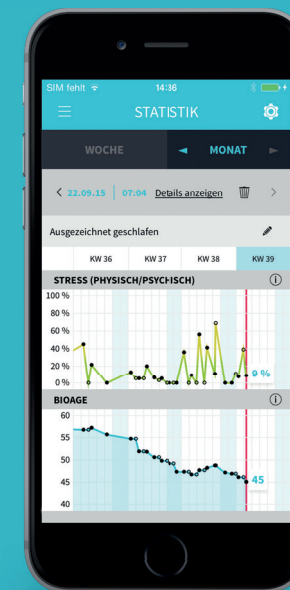 SIM fehlt 14:36
STATISTIK
WOCHE MONAT
22.09.15 07:04 Details anzeigen
Ausgezeichnet geschlafen
KW 36 KW 37 KW 38 KW 39
STRESS (PHYSISCH/PSYCHISCH)
100 %
80 %
60 %
40 %
20 %
0 %
9 %
BIOAGE
60
55
50
45
40
45